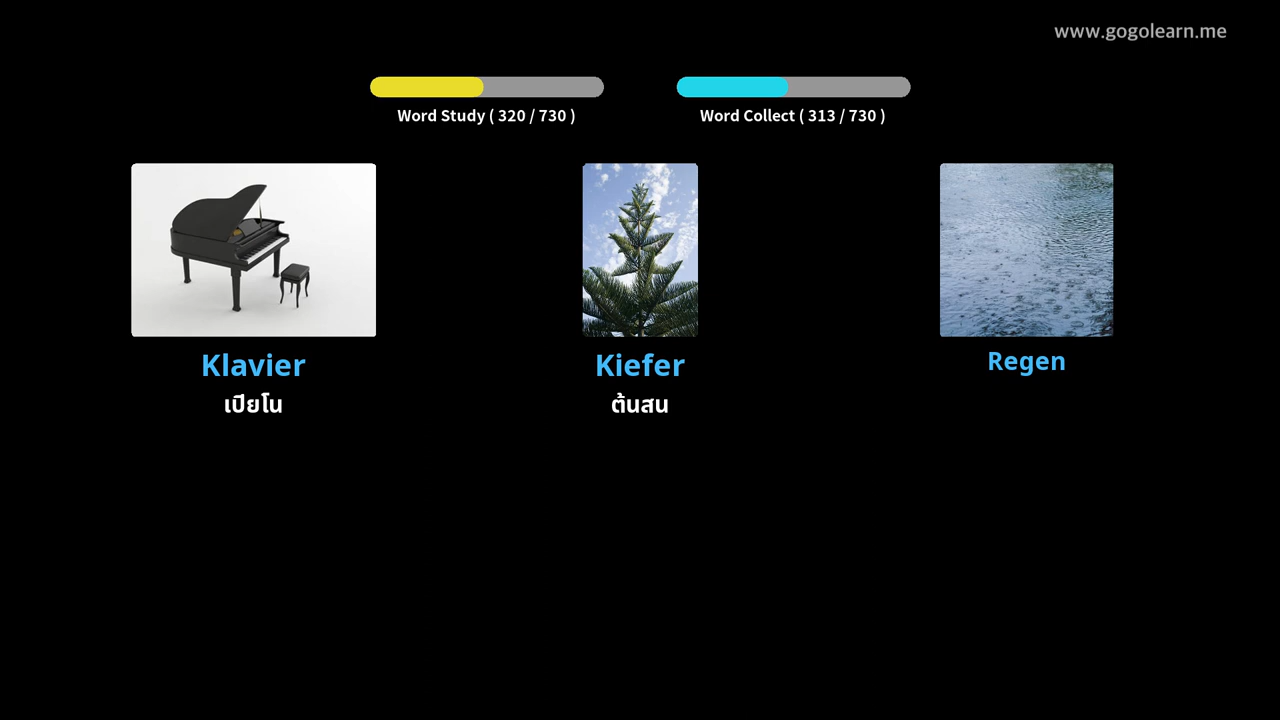 www.gogolearn.me
Word Study ( 320 / 730 )
Word Collect ( 313 / 730 )
Klavier
เปียโน
Kiefer
ต้นสน
Regen